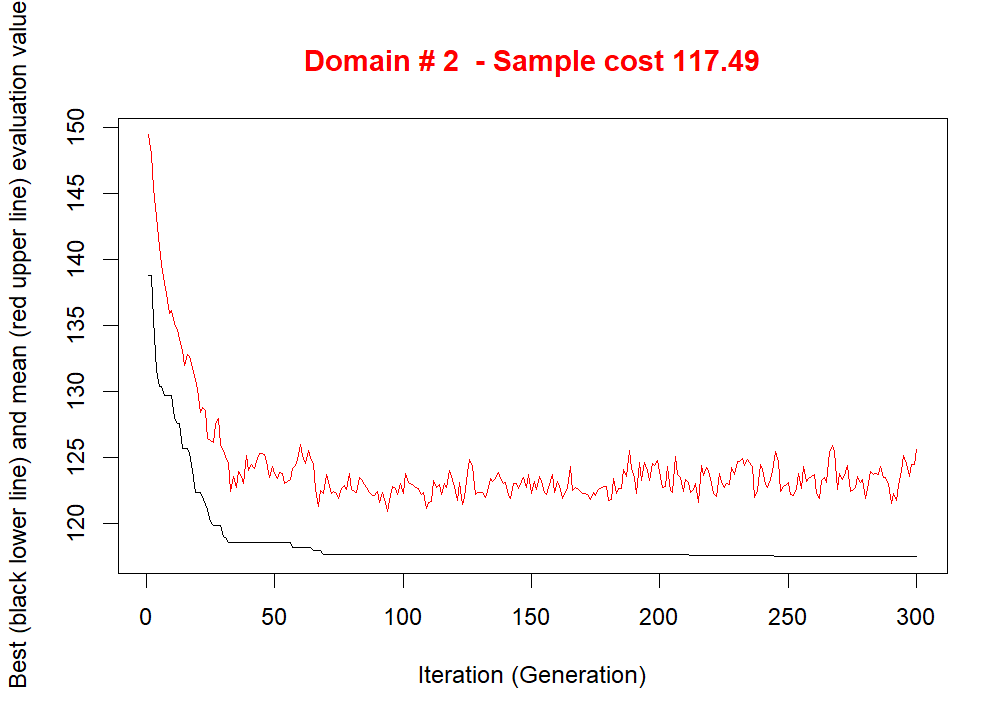 Domain # 2  - Sample cost 117.49
Best (black lower line) and mean (red upper line) evaluation value
150
145
140
135
130
125
120
0 50 100 150 200 250 300
Iteration (Generation)